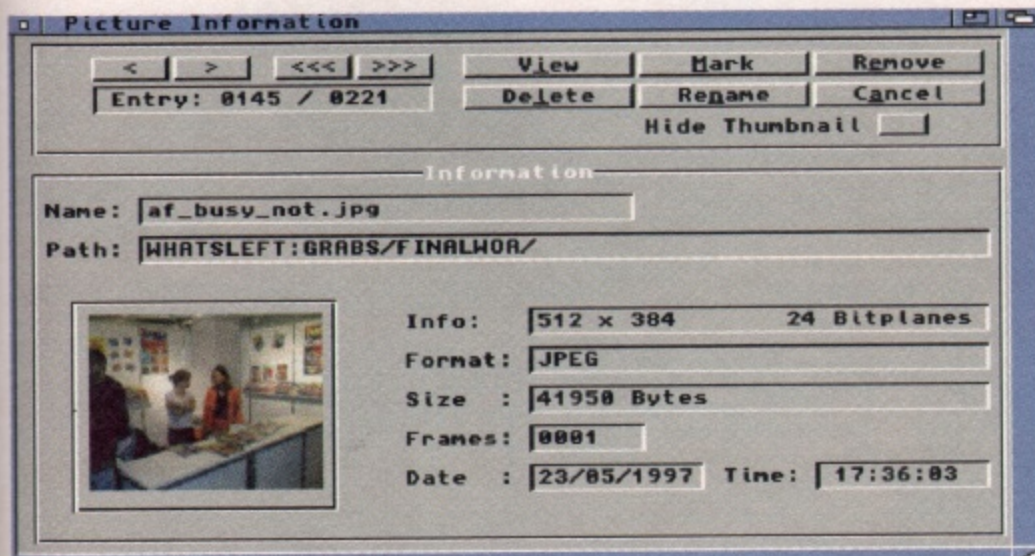 Picture Information
< > <<< >>> View Mark Remove
Entry: 0145 / 0221 Delete Rename Cancel
Hide Thumbnail
Information
Name: af_busy_not.jpg
Path: WHATSLEFT:GRABS/FINALWOA/
Info: 512 x 384 24 Bitplanes
Format: JPEG
Size : 41950 Bytes
Frames: 0001
Date : 23/05/1997 Time: 17:36:03